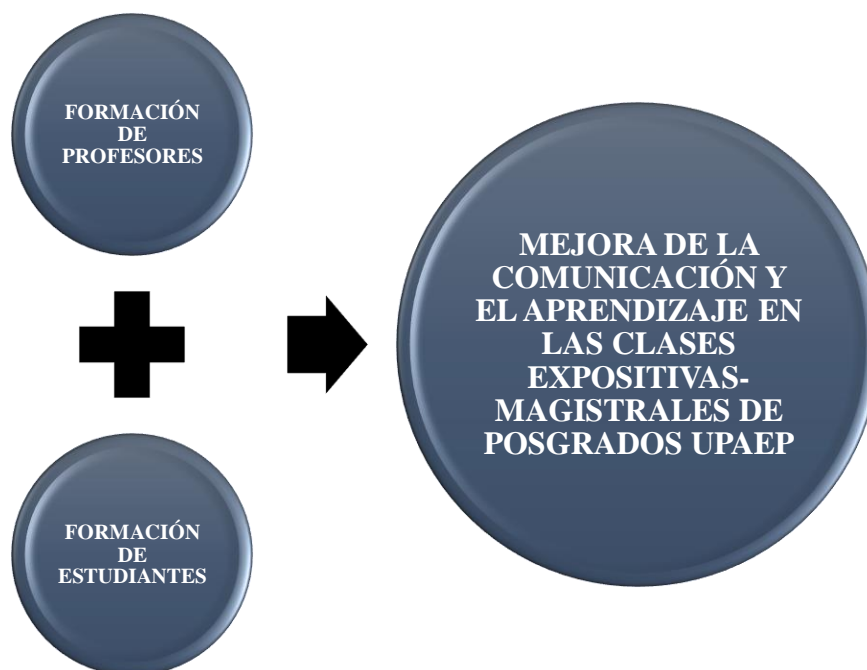 FORMACIÓN
DE
PROFESORES
FORMACIÓN
DE
ESTUDIANTES
MEJORA DE LA
COMUNICACIÓN Y
EL APRENDIZAJE EN
LAS CLASES
EXPOSITIVAS-
MAGISTRALES DE
POSGRADOS UPAEP